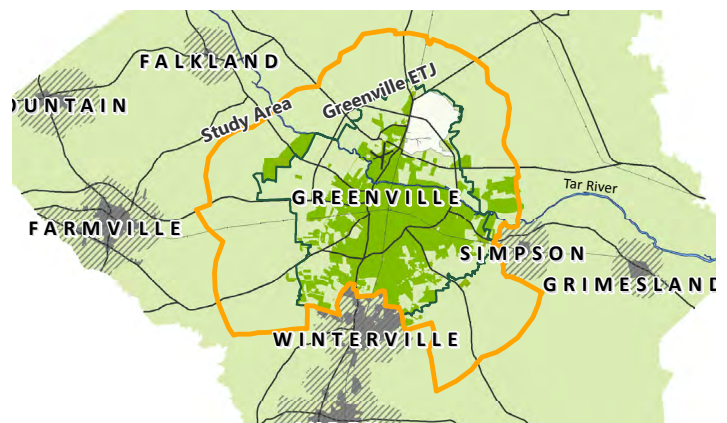 FALKLAND
OUNTAIN
Study Area
Greenville ETJ
GREENVILLE
Tar River
FARMVILLE
SIMPSON
GRIMESLAND
WINTERVILLE